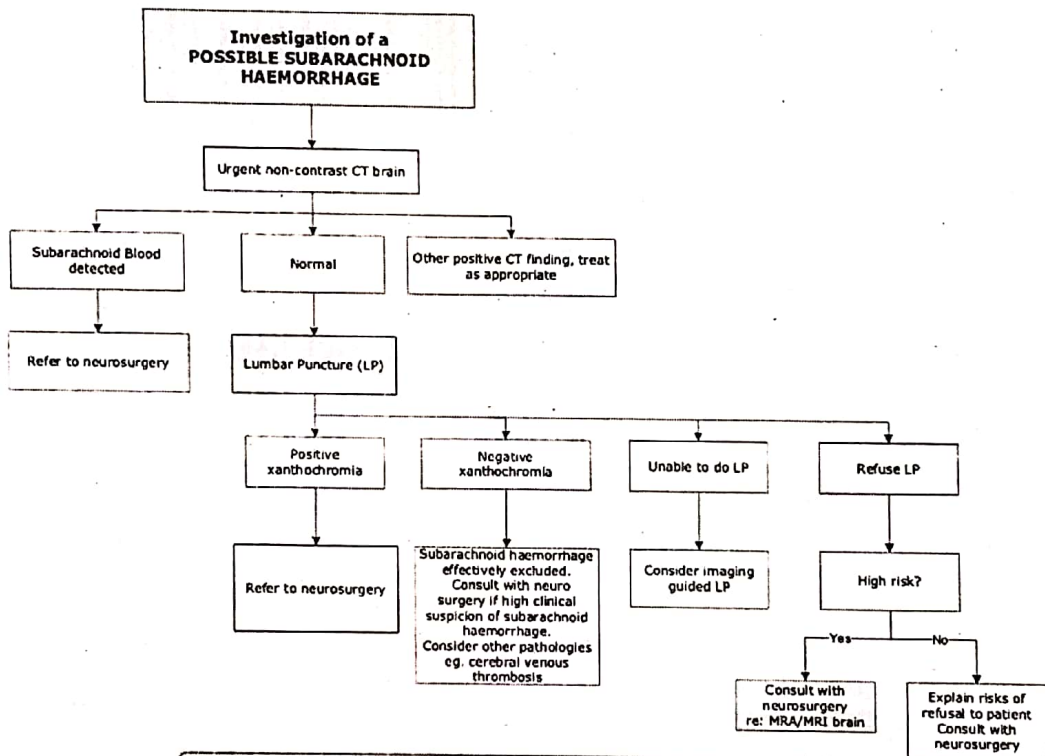 Investigation of a
POSSIBLE SUBARACHNOID
HAEMORRHAGE
Urgent non-contrast CT brain
Subarachnoid Blood
detected
Normal
Other positive CT finding, treat
as appropriate
Refer to neurosurgery
Lumbar Puncture (LP)
Positive
xanthochromia
Negative
xanthochromia
Unable to do LP
Refuse LP
Refer to neurosurgery
Subarachnoid haemorrhage
effectively excluded.
Consult with neuro
surgery if high clinical
suspicion of subarachnoid
haemorrhage.
Consider other pathologies
eg. cerebral venous
thrombosis
Consider imaging
guided LP
High risk?
Yes
No
Consult with
neurosurgery
re: MRA/MRI brain
Explain risks of
refusal to patient
Consult with
neurosurgery